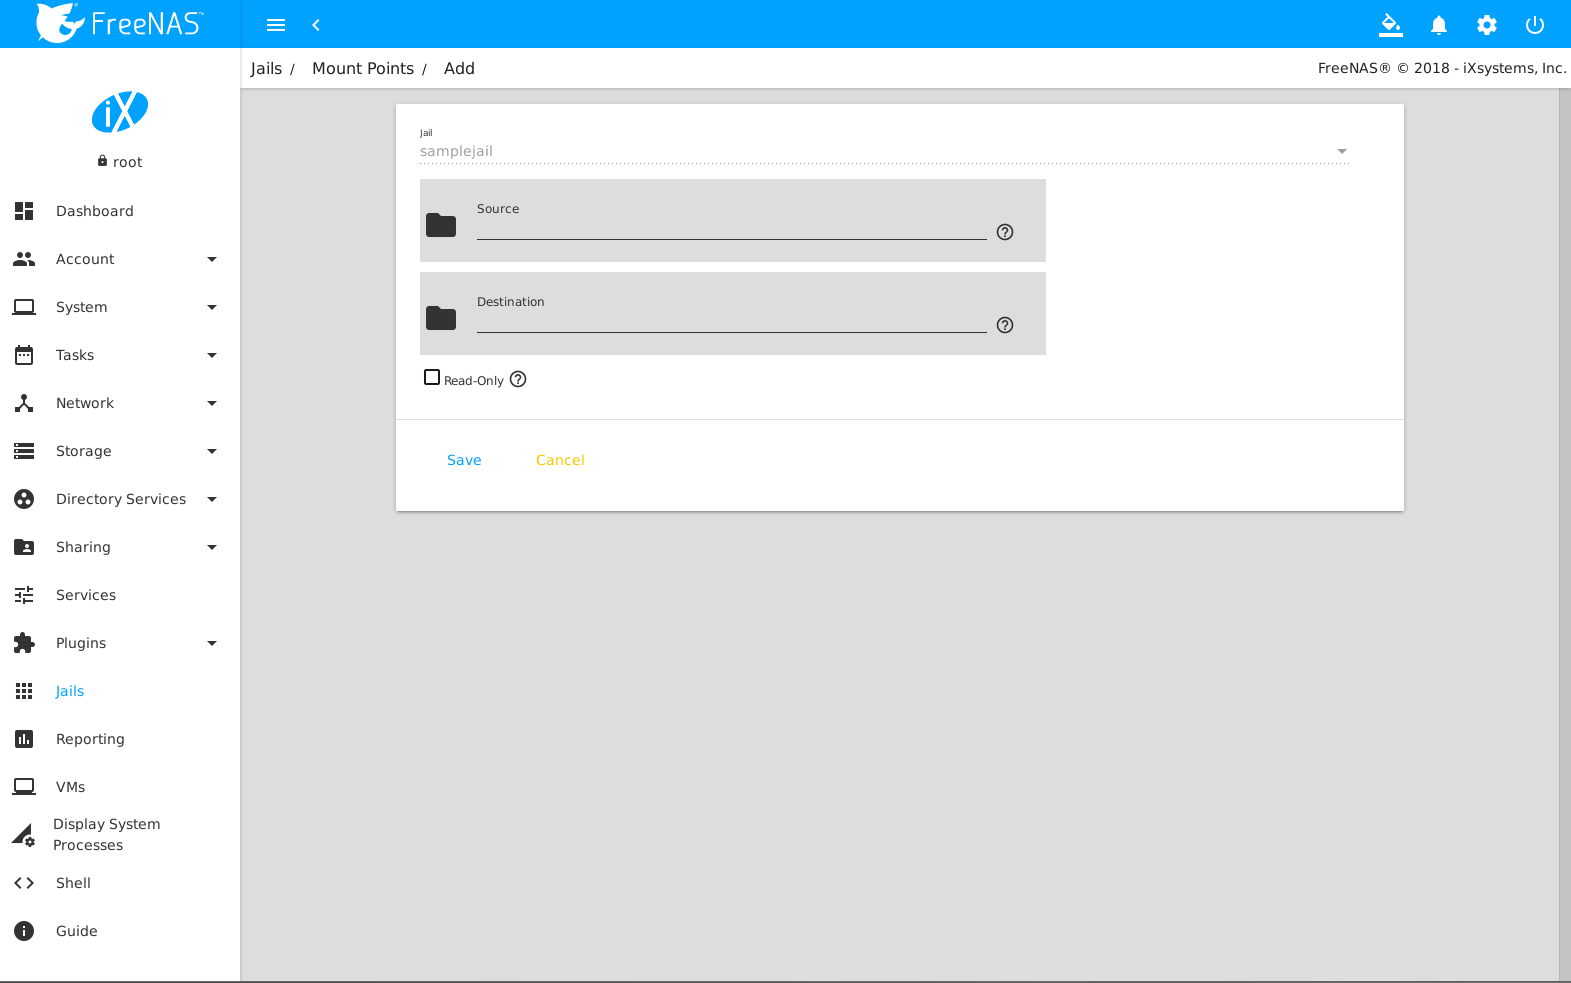 FreeNAS™
Jails / Mount Points / Add
FreeNAS® © 2018 - iXsystems, Inc.
iX
root
Dashboard
Account
System
Tasks
Network
Storage
Directory Services
Sharing
Services
Plugins
Jails
Reporting
VMs
Display System
Processes
Shell
Guide
Jail
samplejail
Source
Destination
Read-Only
Save Cancel